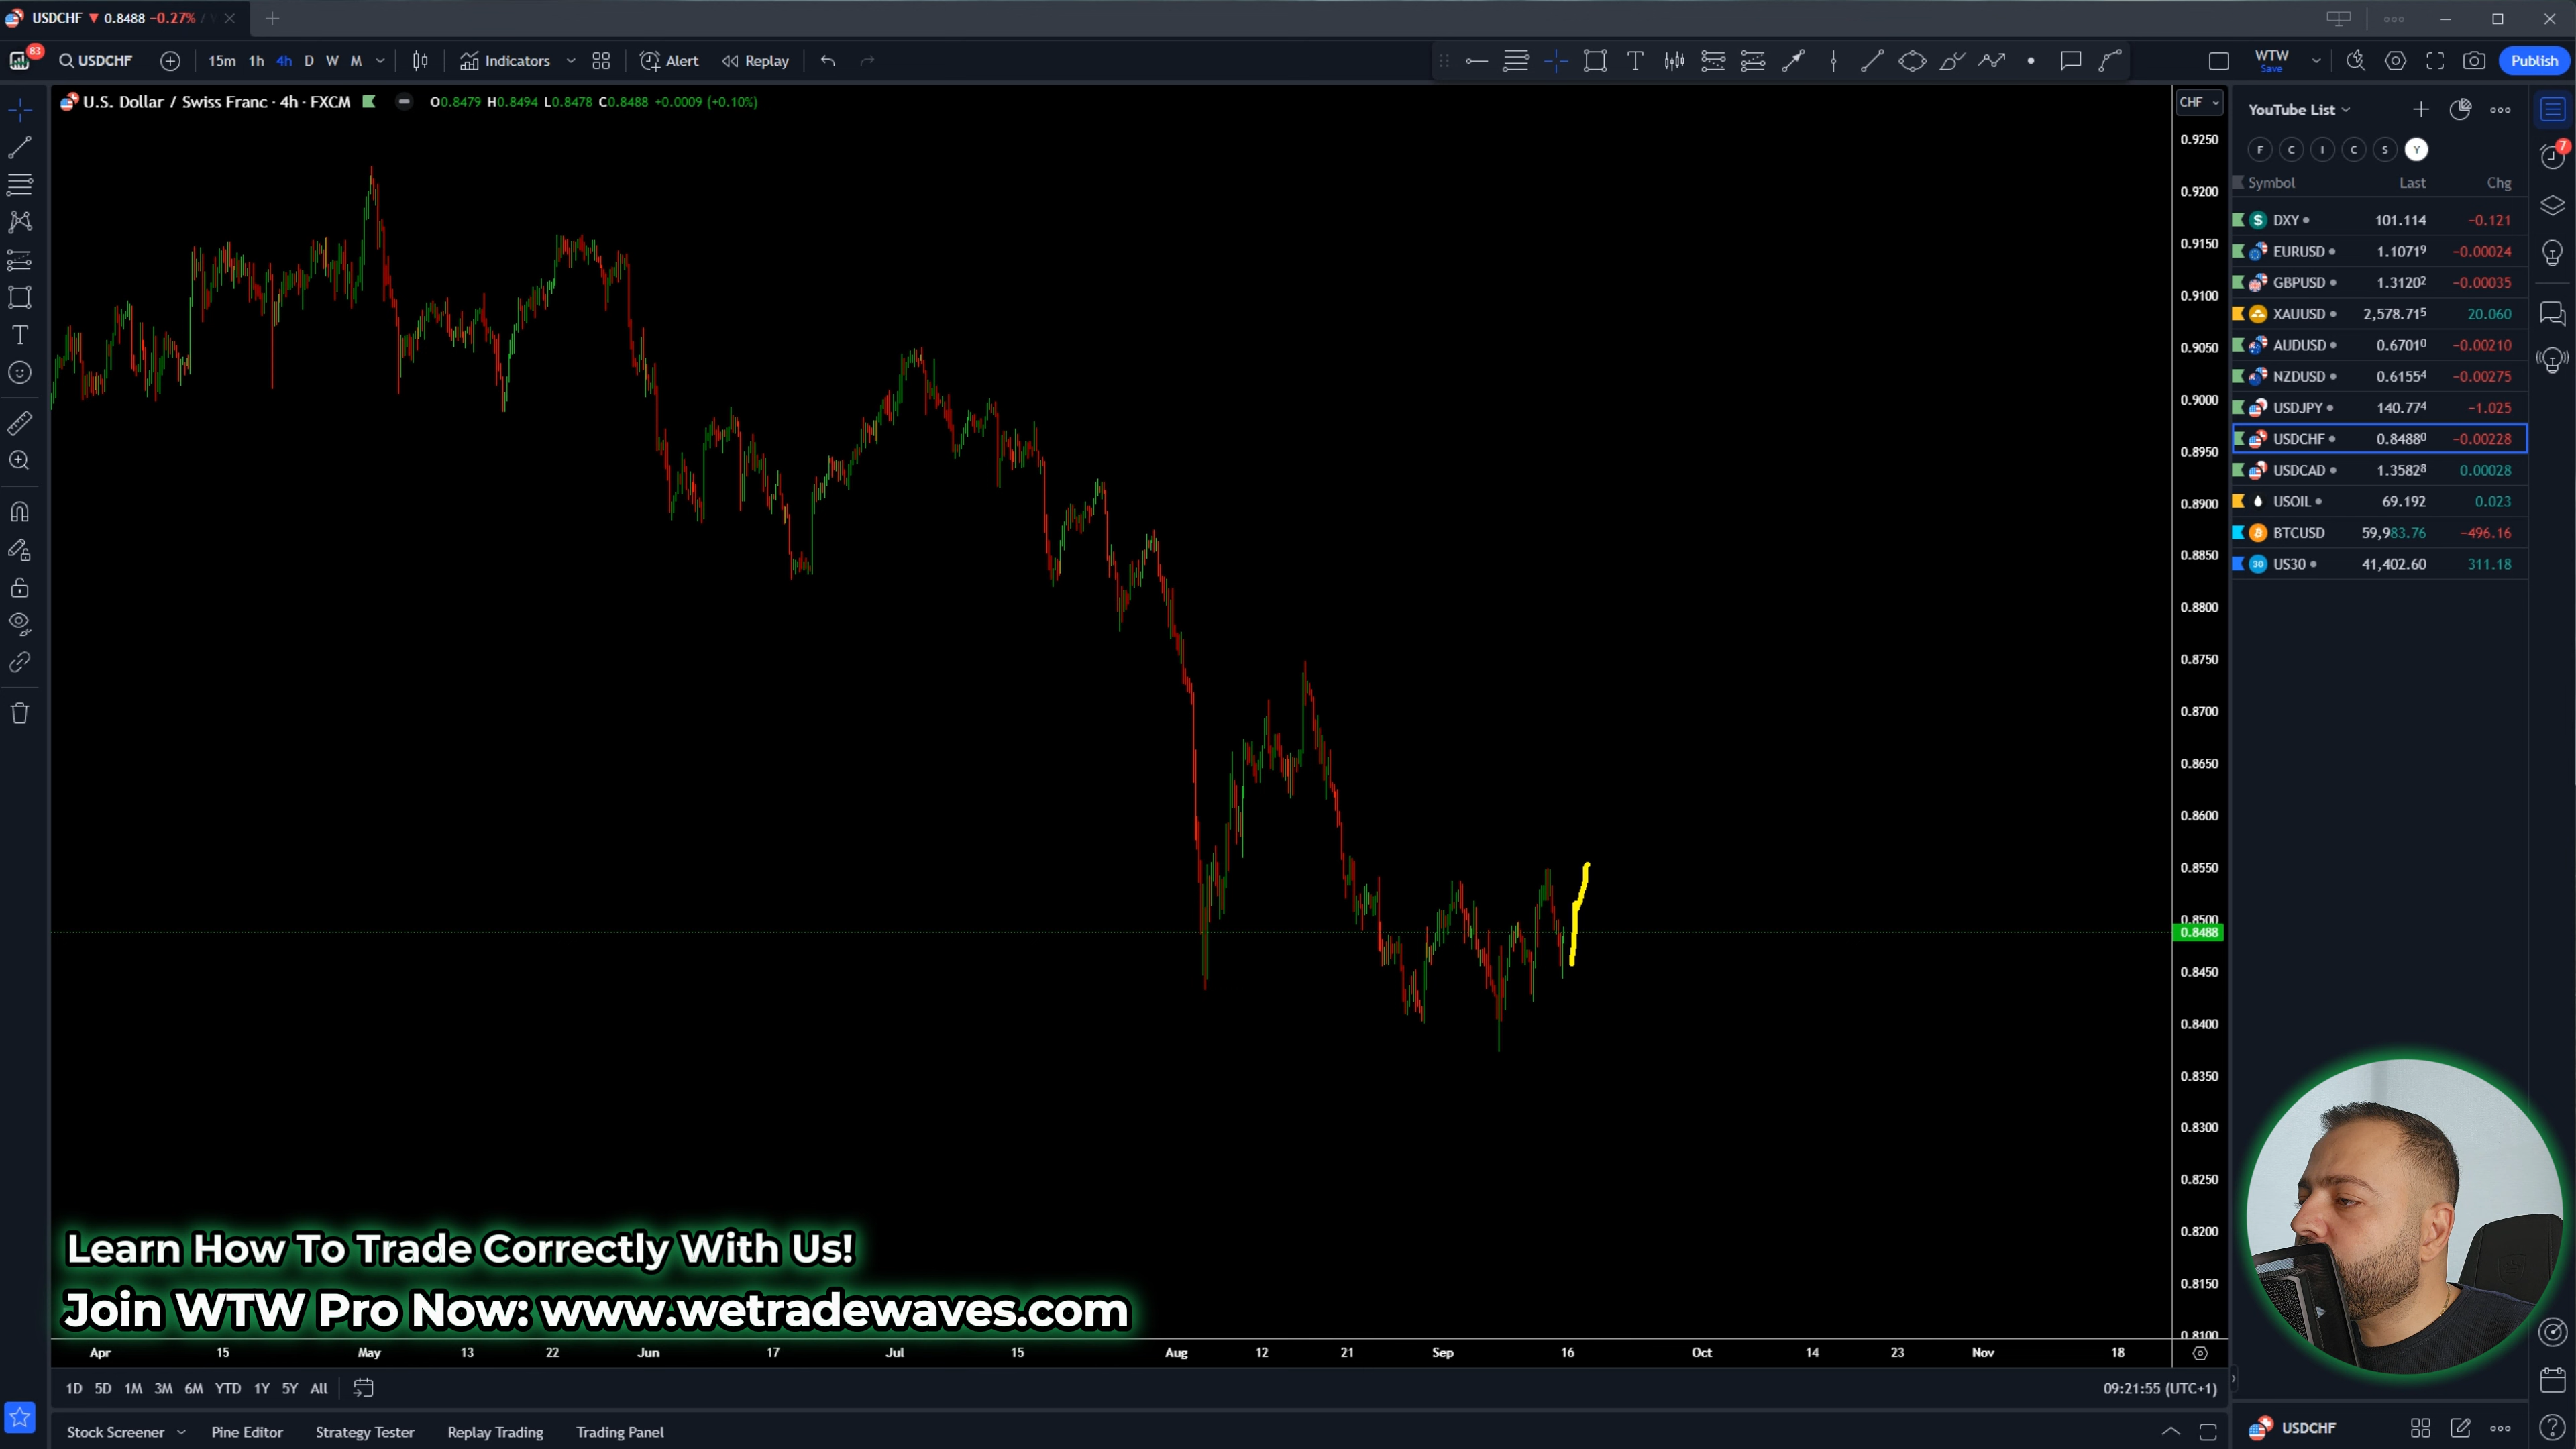 USDCHF ▼ 0.8488 −0.27% /
83 USDCHF 15m 1h 4h D W M Indicators Alert Replay WTW Save Publish
U.S. Dollar / Swiss Franc · 4h · FXCM O0.8479 H0.8494 L0.8478 C0.8488 +0.0009 (+0.10%)
CHF
0.9250
0.9200
0.9150
0.9100
0.9050
0.9000
0.8950
0.8900
0.8850
0.8800
0.8750
0.8700
0.8650
0.8600
0.8550
0.8500
0.8488
0.8450
0.8400
0.8350
0.8300
0.8250
0.8200
0.8150
0.8100
YouTube List
F C I C S Y
7
Symbol Last Chg
DXY 101.114 −0.121
EURUSD 1.10719 −0.00024
GBPUSD 1.31202 −0.00035
XAUUSD 2,578.715 20.060
AUDUSD 0.67010 −0.00210
NZDUSD 0.61554 −0.00275
USDJPY 140.774 −1.025
USDCHF 0.84880 −0.00228
USDCAD 1.35828 0.00028
USOIL 69.192 0.023
BTCUSD 59,983.76 −496.16
30 US30 41,402.60 311.18
Learn How To Trade Correctly With Us!
Join WTW Pro Now: www.wetradewaves.com
Apr 15 May 13 22 Jun 17 Jul 15 Aug 12 21 Sep 16 Oct 14 23 Nov 18
1D 5D 1M 3M 6M YTD 1Y 5Y All 09:21:55 (UTC+1)
Stock Screener Pine Editor Strategy Tester Replay Trading Trading Panel
USDCHF